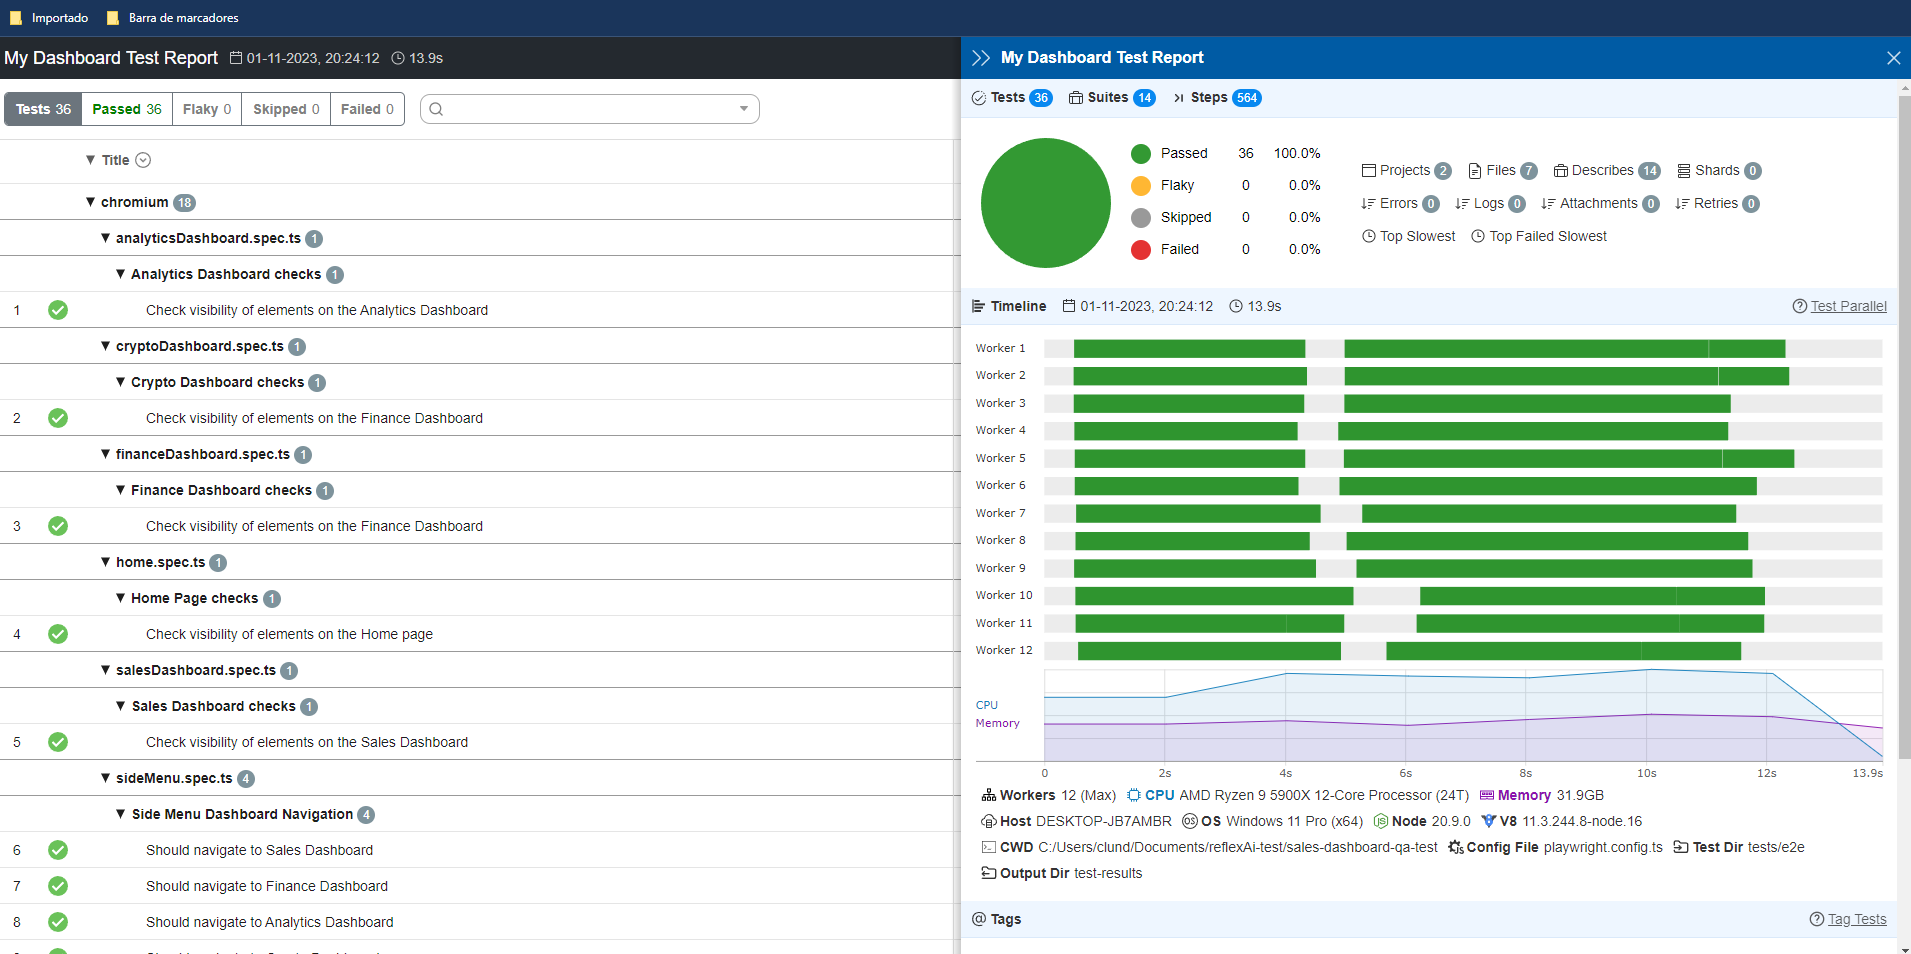 Importado Barra de marcadores
My Dashboard Test Report 01-11-2023, 20:24:12 13.9s
Tests 36 Passed 36 Flaky 0 Skipped 0 Failed 0
Title
chromium 18
analyticsDashboard.spec.ts 1
Analytics Dashboard checks 1
1 Check visibility of elements on the Analytics Dashboard
cryptoDashboard.spec.ts 1
Crypto Dashboard checks 1
2 Check visibility of elements on the Finance Dashboard
financeDashboard.spec.ts 1
Finance Dashboard checks 1
3 Check visibility of elements on the Finance Dashboard
home.spec.ts 1
Home Page checks 1
4 Check visibility of elements on the Home page
salesDashboard.spec.ts 1
Sales Dashboard checks 1
5 Check visibility of elements on the Sales Dashboard
sideMenu.spec.ts 4
Side Menu Dashboard Navigation 4
6 Should navigate to Sales Dashboard
7 Should navigate to Finance Dashboard
8 Should navigate to Analytics Dashboard
My Dashboard Test Report
Tests 36 Suites 14 Steps 564
Passed 36 100.0%
Flaky 0 0.0%
Skipped 0 0.0%
Failed 0 0.0%
Projects 2 Files 7 Describes 14 Shards 0
Errors 0 Logs 0 Attachments 0 Retries 0
Top Slowest Top Failed Slowest
Timeline 01-11-2023, 20:24:12 13.9s Test Parallel
Worker 1
Worker 2
Worker 3
Worker 4
Worker 5
Worker 6
Worker 7
Worker 8
Worker 9
Worker 10
Worker 11
Worker 12
CPU
Memory
0 2s 4s 6s 8s 10s 12s 13.9s
Workers 12 (Max) CPU AMD Ryzen 9 5900X 12-Core Processor (24T) Memory 31.9GB
Host DESKTOP-JB7AMBR OS OS Windows 11 Pro (x64) Node 20.9.0 V8 11.3.244.8-node.16
CWD C:/Users/clund/Documents/reflexAi-test/sales-dashboard-qa-test Config File playwright.config.ts Test Dir tests/e2e
Output Dir test-results
@ Tags Tag Tests